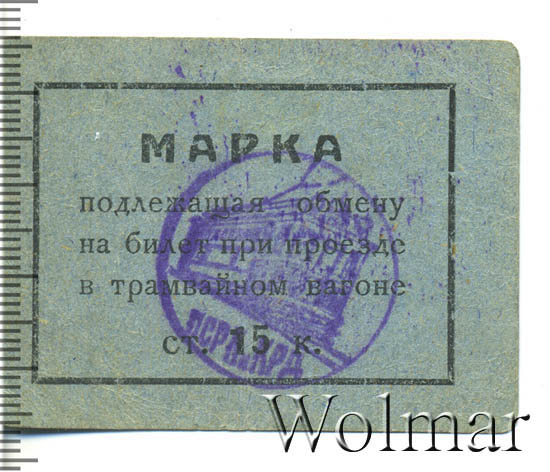 МАРКА
подлежащая обмену
на билет при проезде
в трамвайном вагоне
ст. 15 к.
Wolmar